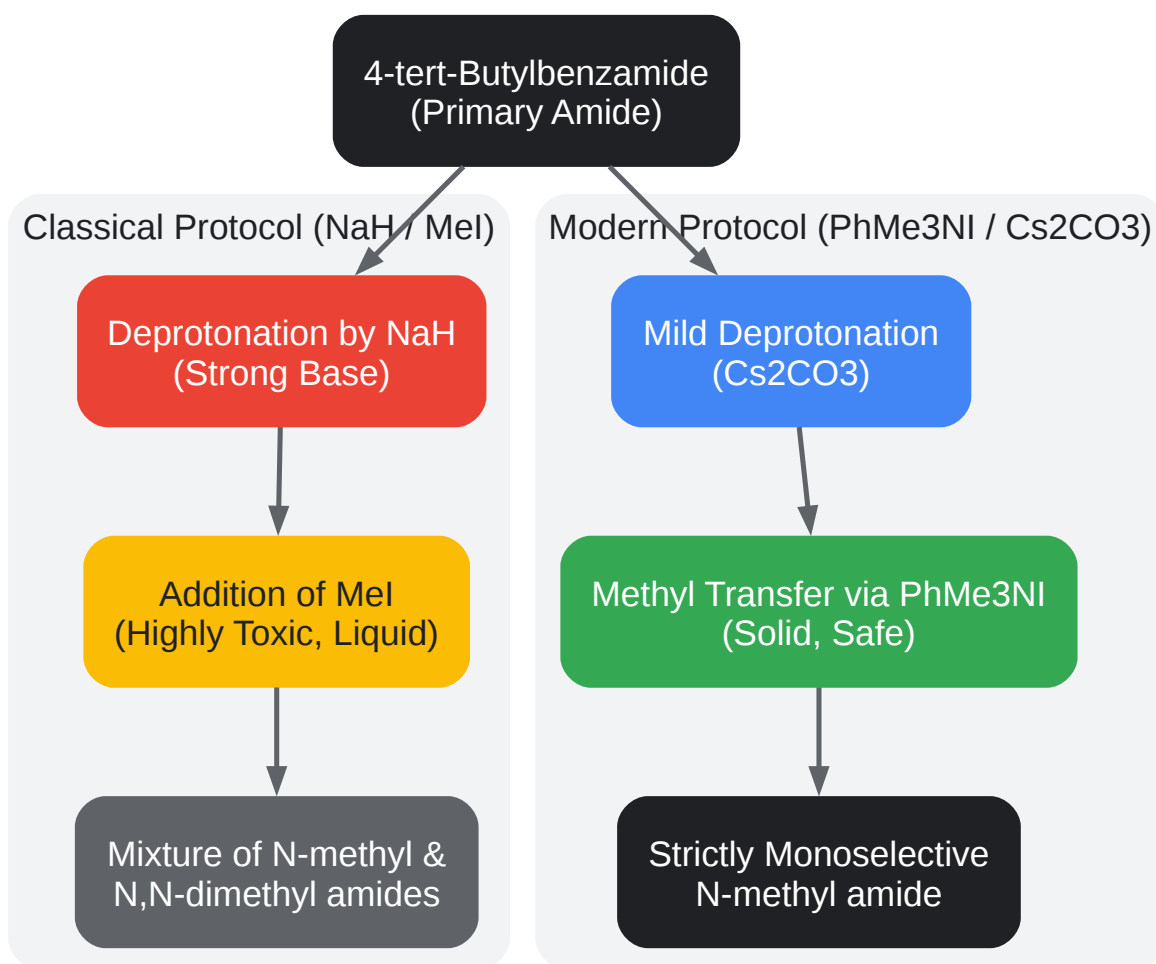 4-tert-Butylbenzamide
(Primary Amide)
Classical Protocol (NaH / MeI)
Deprotonation by NaH
(Strong Base)
Addition of MeI
(Highly Toxic, Liquid)
Mixture of N-methyl &
N,N-dimethyl amides
Modern Protocol (PhMe3NI / Cs2CO3)
Mild Deprotonation
(Cs2CO3)
Methyl Transfer via PhMe3NI
(Solid, Safe)
Strictly Monoselective
N-methyl amide